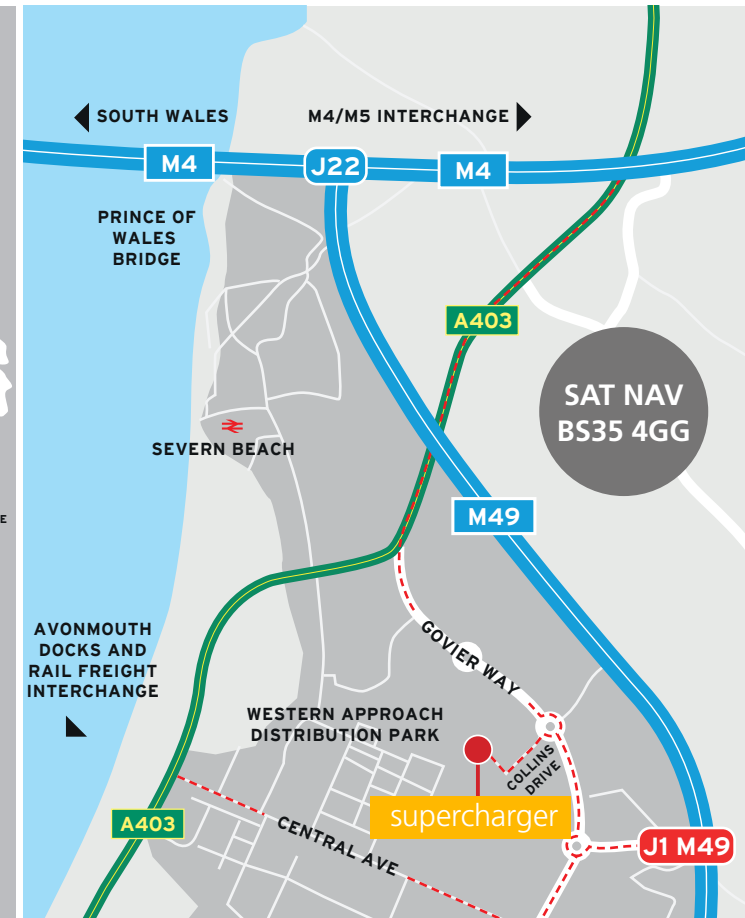 SOUTH WALES
M4/M5 INTERCHANGE
M4
J22
M4
PRINCE OF
WALES
BRIDGE
A403
SAT NAV
BS35 4GG
SEVERN BEACH
M49
E
AVONMOUTH
DOCKS AND
RAIL FREIGHT
INTERCHANGE
GOVIER WAY
WESTERN APPROACH
DISTRIBUTION PARK
COLLINS
DRIVE
supercharger
A403
CENTRAL AVE
J1 M49